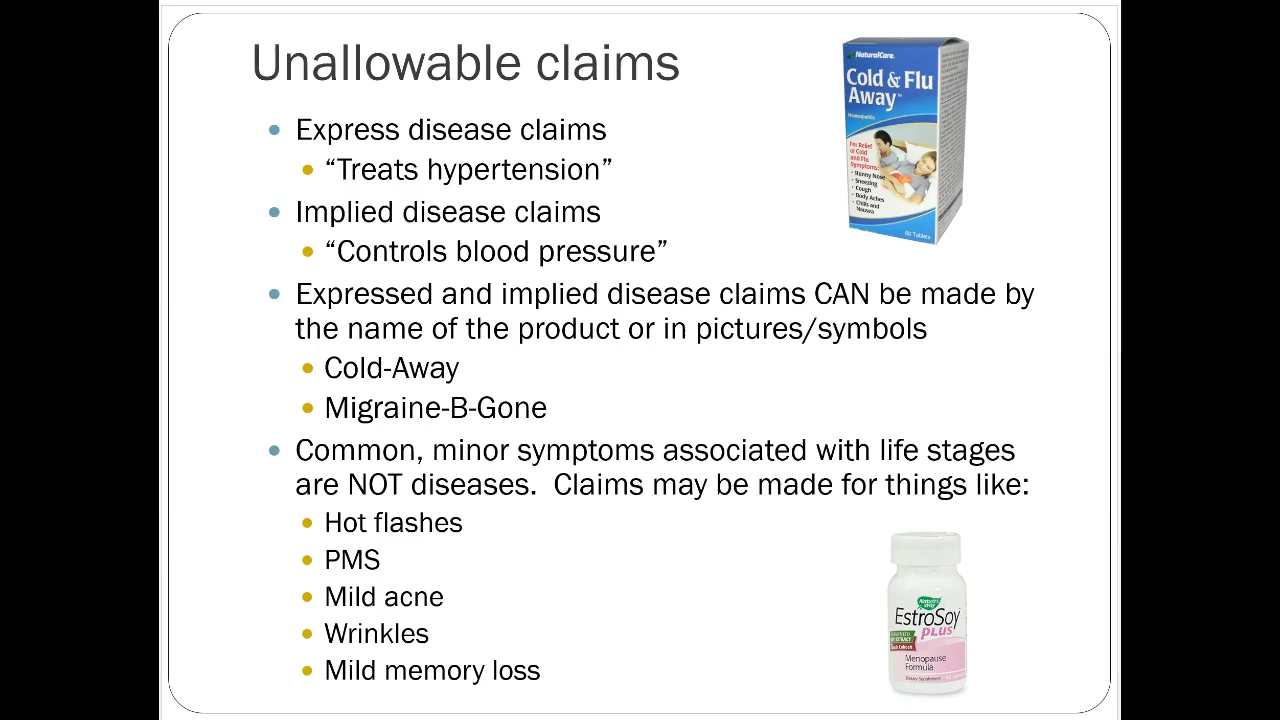 Unallowable claims
• Express disease claims
• “Treats hypertension”
• Implied disease claims
• “Controls blood pressure”
• Expressed and implied disease claims CAN be made by
the name of the product or in pictures/symbols
• Cold-Away
• Migraine-B-Gone
• Common, minor symptoms associated with life stages
are NOT diseases.  Claims may be made for things like:
• Hot flashes
• PMS
• Mild acne
• Wrinkles
• Mild memory loss
NaturalCare.
Cold & Flu
Away™
Homeopathic
For Relief
of Cold
and Flu
Symptoms:
• Runny Nose
• Sneezing
• Cough
• Body Aches
• Chills and
Nausea
60 Tablets
Nature's
Way
EstroSoy
PLUS
Black Cohosh
Menopause
Formula
Dietary Supplement